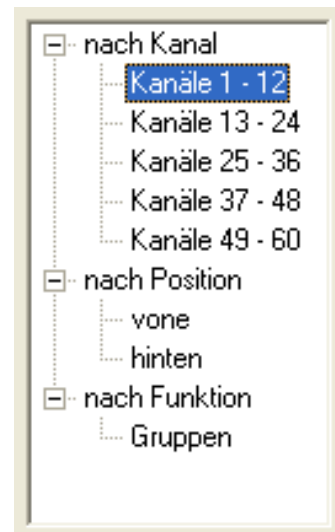 nach Kanal
Kanäle 1 - 12
Kanäle 13 - 24
Kanäle 25 - 36
Kanäle 37 - 48
Kanäle 49 - 60
nach Position
vone
hinten
nach Funktion
Gruppen